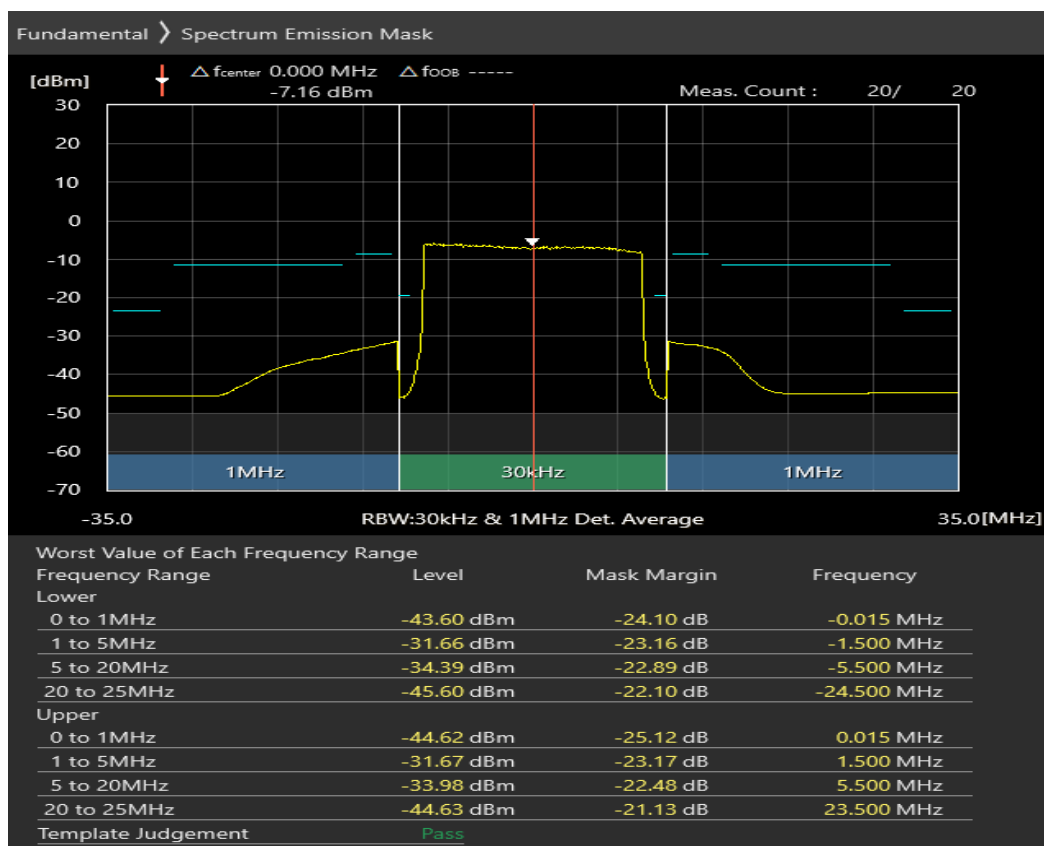 Fundamental ❭ Spectrum Emission Mask
[dBm] △ fcenter 0.000 MHz △ fOOB -----
-7.16 dBm Meas. Count : 20/ 20
30
20
10
0
-10
-20
-30
-40
-50
-60
1MHz 30kHz 1MHz
-70
-35.0 RBW:30kHz & 1MHz Det. Average 35.0[MHz]
Worst Value of Each Frequency Range
Frequency Range Level Mask Margin Frequency
Lower
0 to 1MHz -43.60 dBm -24.10 dB -0.015 MHz
1 to 5MHz -31.66 dBm -23.16 dB -1.500 MHz
5 to 20MHz -34.39 dBm -22.89 dB -5.500 MHz
20 to 25MHz -45.60 dBm -22.10 dB -24.500 MHz
Upper
0 to 1MHz -44.62 dBm -25.12 dB 0.015 MHz
1 to 5MHz -31.67 dBm -23.17 dB 1.500 MHz
5 to 20MHz -33.98 dBm -22.48 dB 5.500 MHz
20 to 25MHz -44.63 dBm -21.13 dB 23.500 MHz
Template Judgement Pass